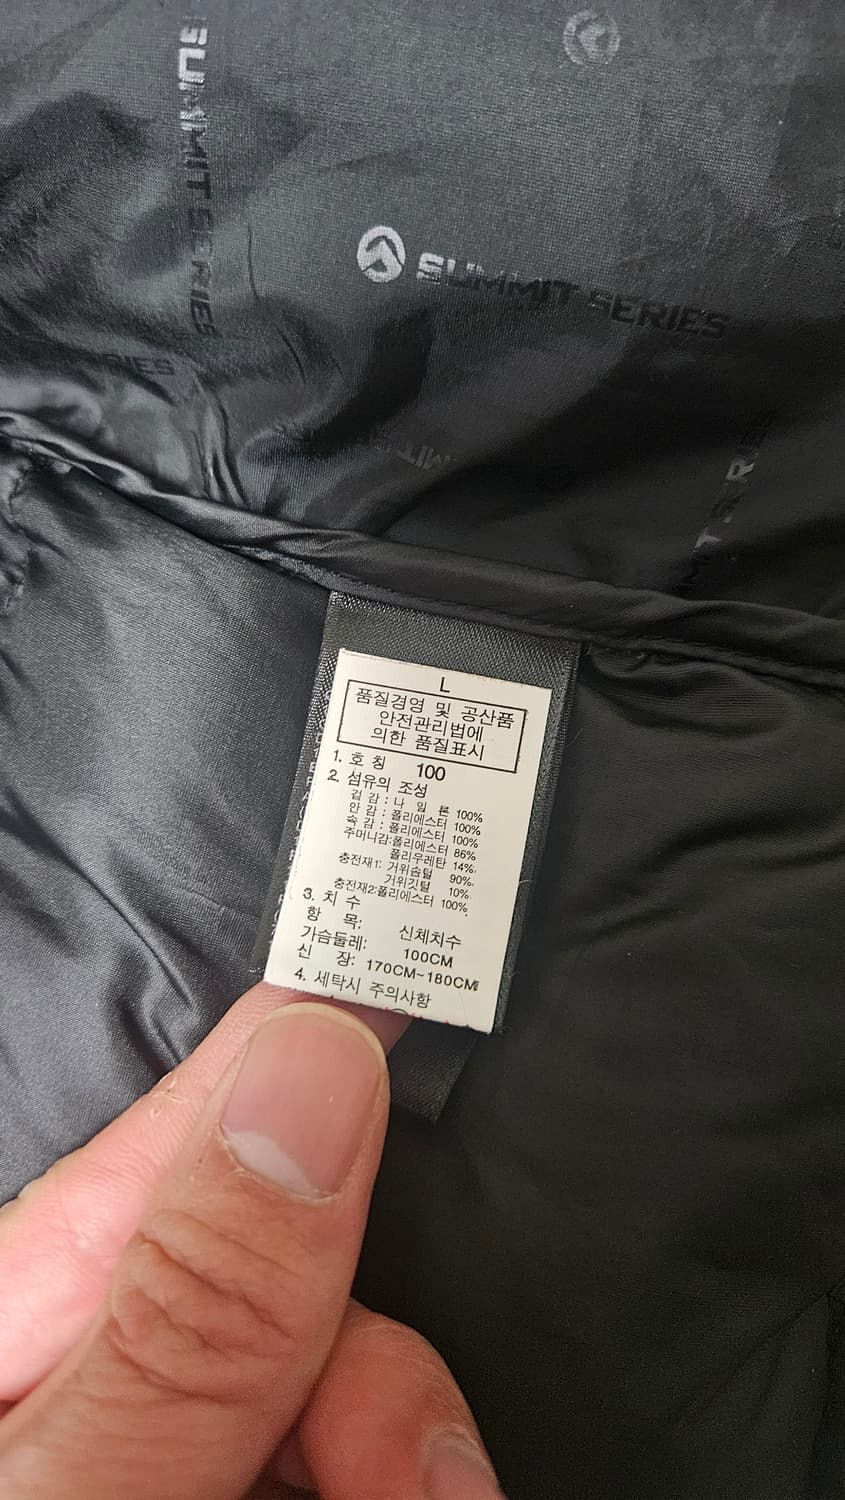 SUMMIT SERIES
SUMMIT SERIES
RIES
MIT SERIES
L
품질경영 및 공산품
안전관리법에
의한 품질표시
1. 호 칭 100
2. 섬유의 조성
겉 감 : 나 일 론 100%
안 감 : 폴리에스터 100%
속 감 : 폴리에스터 100%
주머니감:폴리에스터 86%
폴리우레탄 14%
충전재1: 거위솜털 90%
거위깃털 10%
충전재2:폴리에스터 100%
3. 치 수
항 목: 신체치수
가슴둘레: 100CM
신 장: 170CM~180CM
4. 세탁시 주의사항